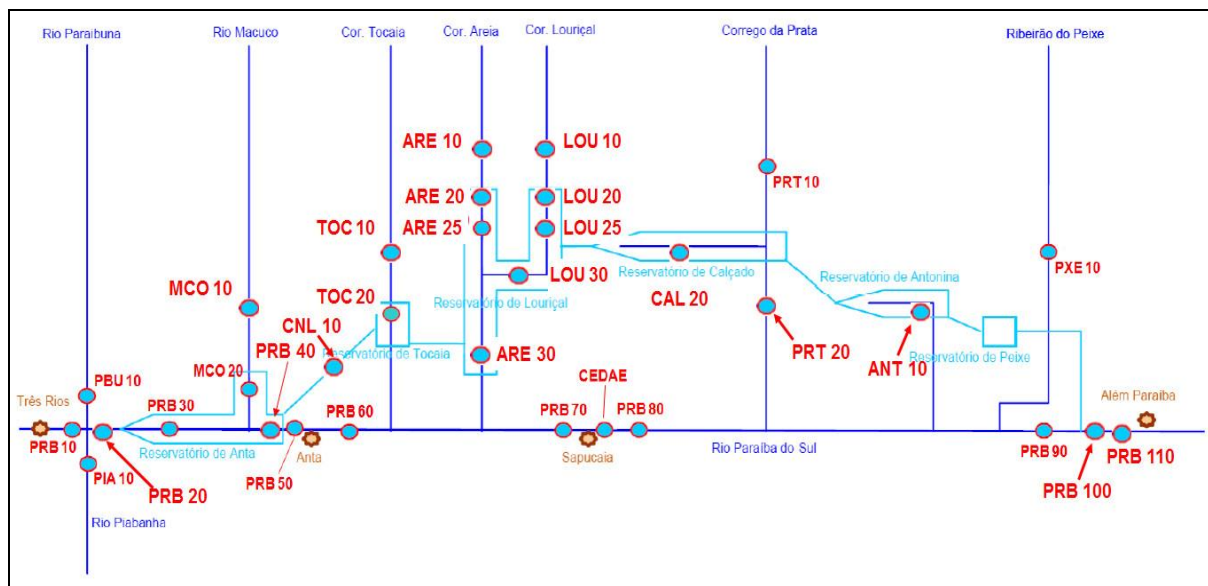 Rio Paraibuna
Rio Macuco
Cor. Tocaia
Cor. Areia
Cor. Louriçal
Corrego da Prata
Ribeirão do Peixe
ARE 10
LOU 10
PRT 10
ARE 20
LOU 20
TOC 10
ARE 25
LOU 25
Reservatório de Calçado
Reservatório de Antonina
PXE 10
LOU 30
MCO 10
TOC 20
Reservatório de Louriçal
CAL 20
CNL 10
PRB 40
Reservatório de Tocaia
ARE 30
PRT 20
ANT 10
Reservatório de Peixe
MCO 20
PBU 10
CEDAE
Além Paraíba
Três Rios
PRB 30
PRB 60
PRB 70
PRB 80
PRB 10
Reservatório de Anta
Anta
Sapucaia
Rio Paraíba do Sul
PRB 90
PRB 110
PIA 10
PRB 20
PRB 50
PRB 100
Rio Piabanha